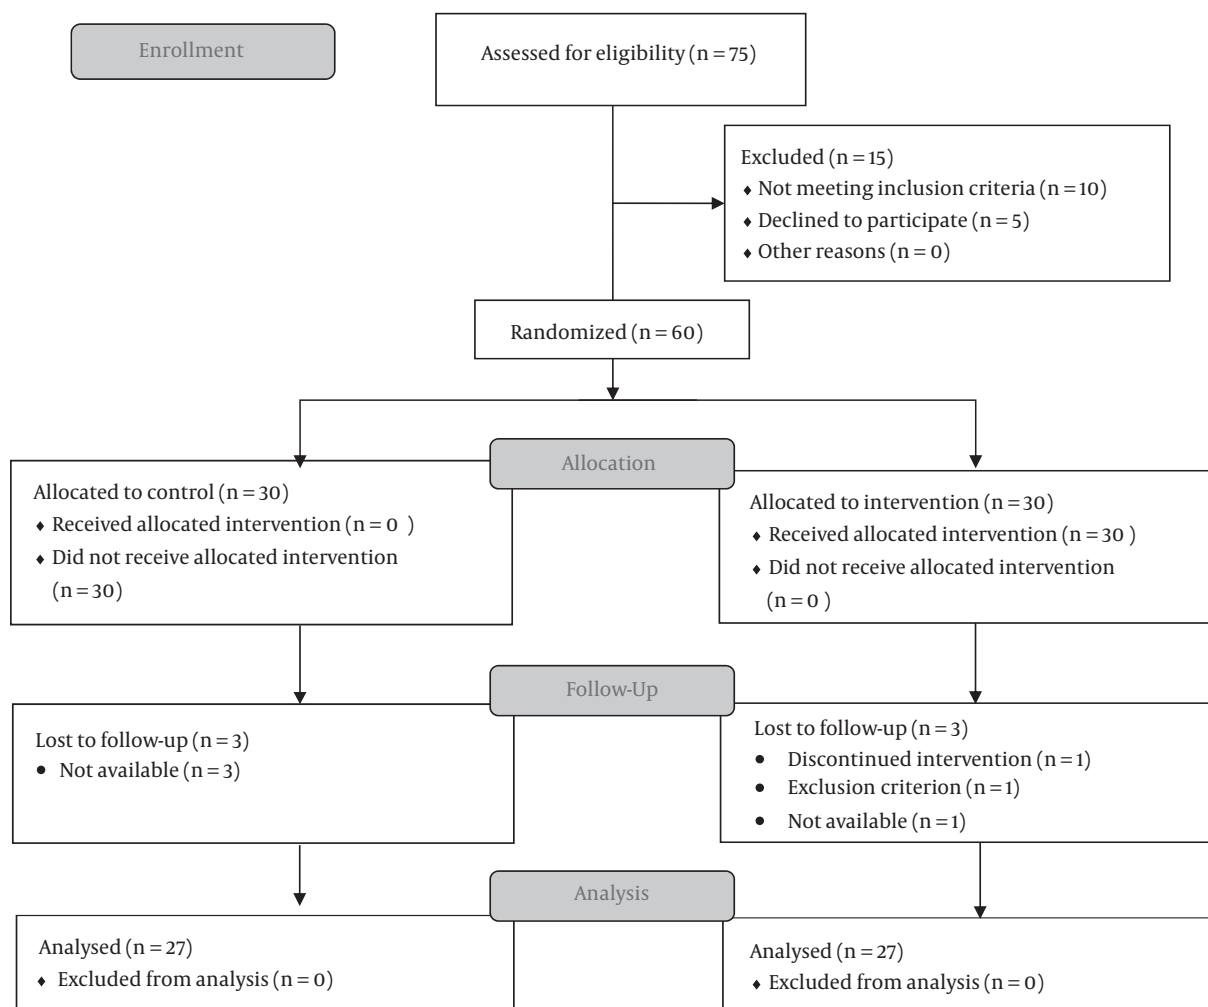 Enrollment
Assessed for eligibility (n = 75)
Excluded (n = 15)
♦ Not meeting inclusion criteria (n = 10)
♦ Declined to participate (n = 5)
♦ Other reasons (n = 0)
Randomized (n = 60)
Allocation
Allocated to control (n = 30)
♦ Received allocated intervention (n = 0 )
♦ Did not receive allocated intervention
(n = 30)
Allocated to intervention (n = 30)
♦ Received allocated intervention (n = 30 )
♦ Did not receive allocated intervention
(n = 0 )
Follow-Up
Lost to follow-up (n = 3)
● Not available (n = 3)
Lost to follow-up (n = 3)
● Discontinued intervention (n = 1)
● Exclusion criterion (n = 1)
● Not available (n = 1)
Analysis
Analysed (n = 27)
♦ Excluded from analysis (n = 0)
Analysed (n = 27)
♦ Excluded from analysis (n = 0)